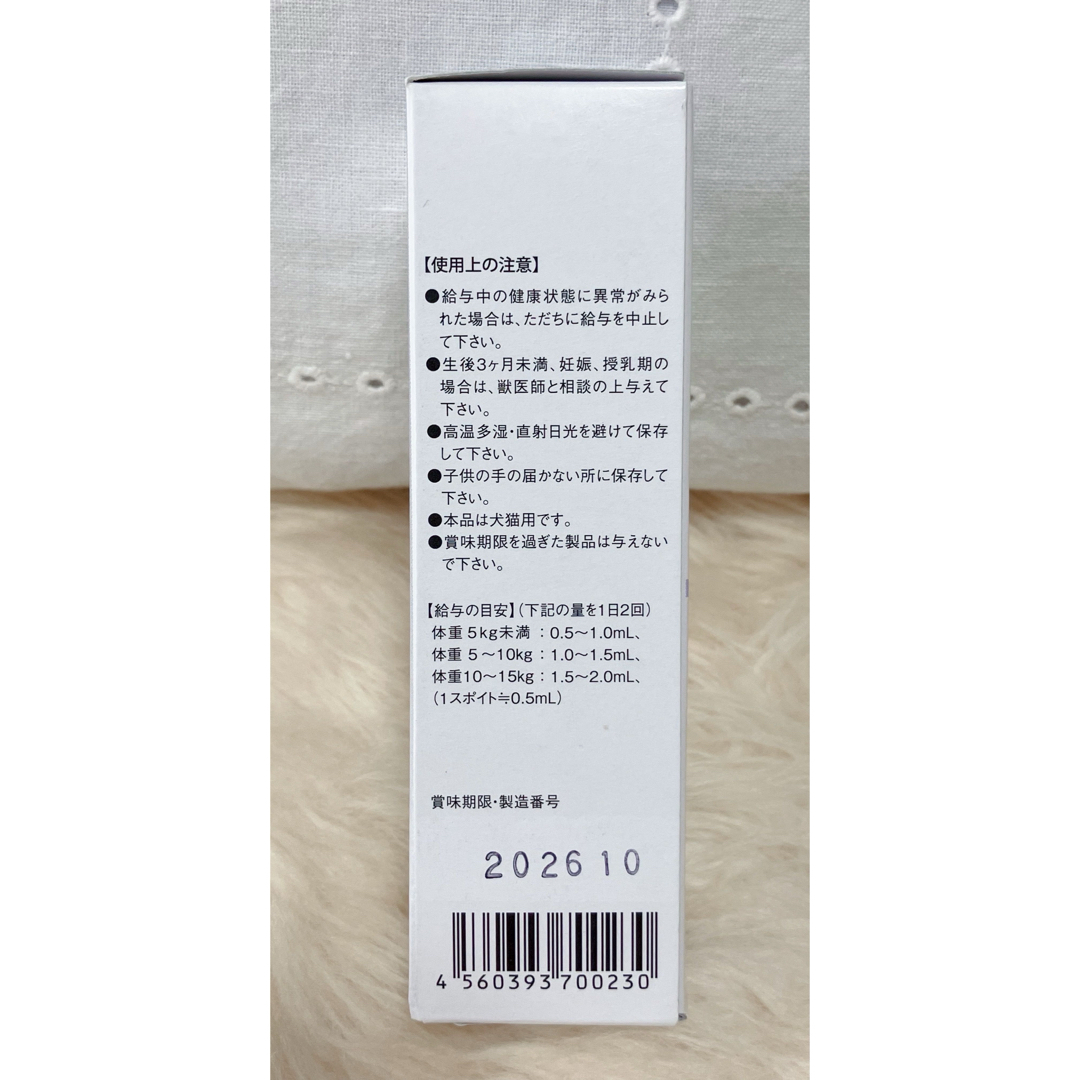 【使用上の注意】
●給与中の健康状態に異常がみら
れた場合は、ただちに給与を中止し
て下さい。
●生後3ヶ月未満、妊娠、授乳期の
場合は、獣医師と相談の上与えて
下さい。
●高温多湿・直射日光を避けて保存
して下さい。
●子供の手の届かない所に保存して
下さい。
●本品は犬猫用です。
●賞味期限を過ぎた製品は与えない
で下さい。
【給与の目安】(下記の量を1日2回)
体重5kg未満：0.5〜1.0mL、
体重 5〜10kg：1.0〜1.5mL、
体重10〜15kg：1.5〜2.0mL、
(1スポイト≒0.5mL)
賞味期限・製造番号
202610
4 560393 700230